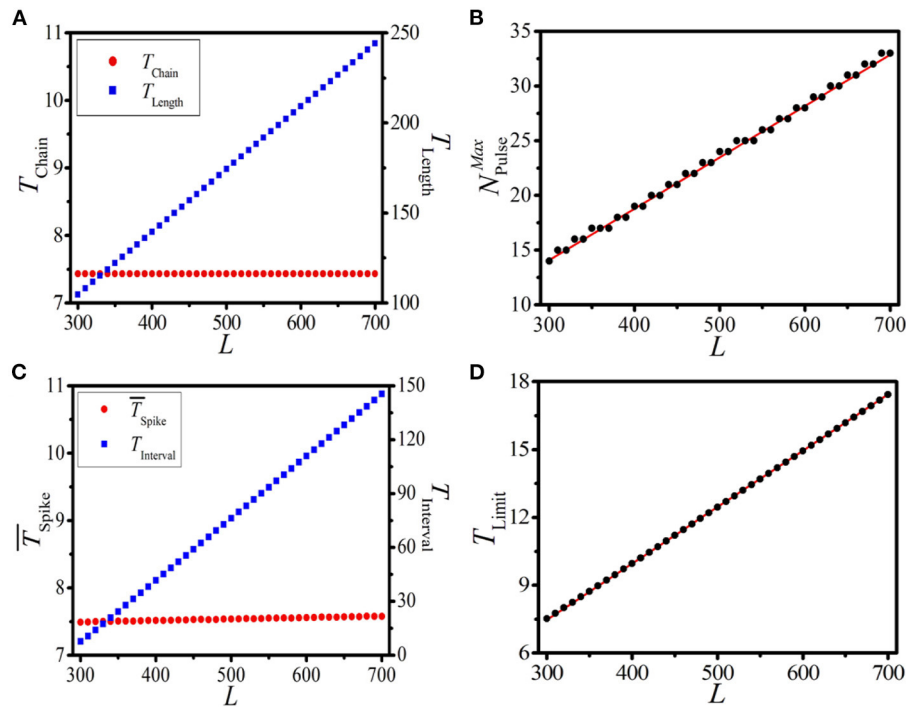 A
T_Chain
T_Length
11
10
9
8
7
250
200
150
100
300 400 500 600 700
T_Chain
T_Length
L
B
35
30
25
20
15
10
300 400 500 600 700
N_Pulse^Max
L
C
T̅_Spike
T_Interval
11
10
9
8
7
150
120
90
60
30
0
300 400 500 600 700
T̅_Spike
T_Interval
L
D
18
15
12
9
6
300 400 500 600 700
T_Limit
L